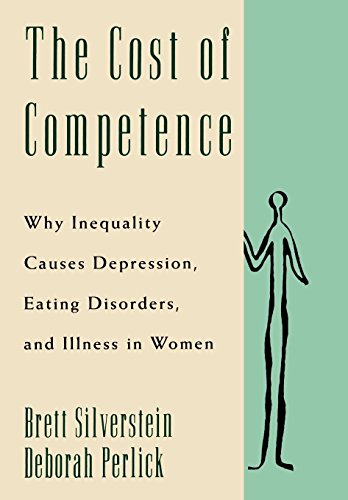 The Cost of
Competence
Why Inequality
Causes Depression,
Eating Disorders,
and Illness in Women
Brett Silverstein
Deborah Perlick